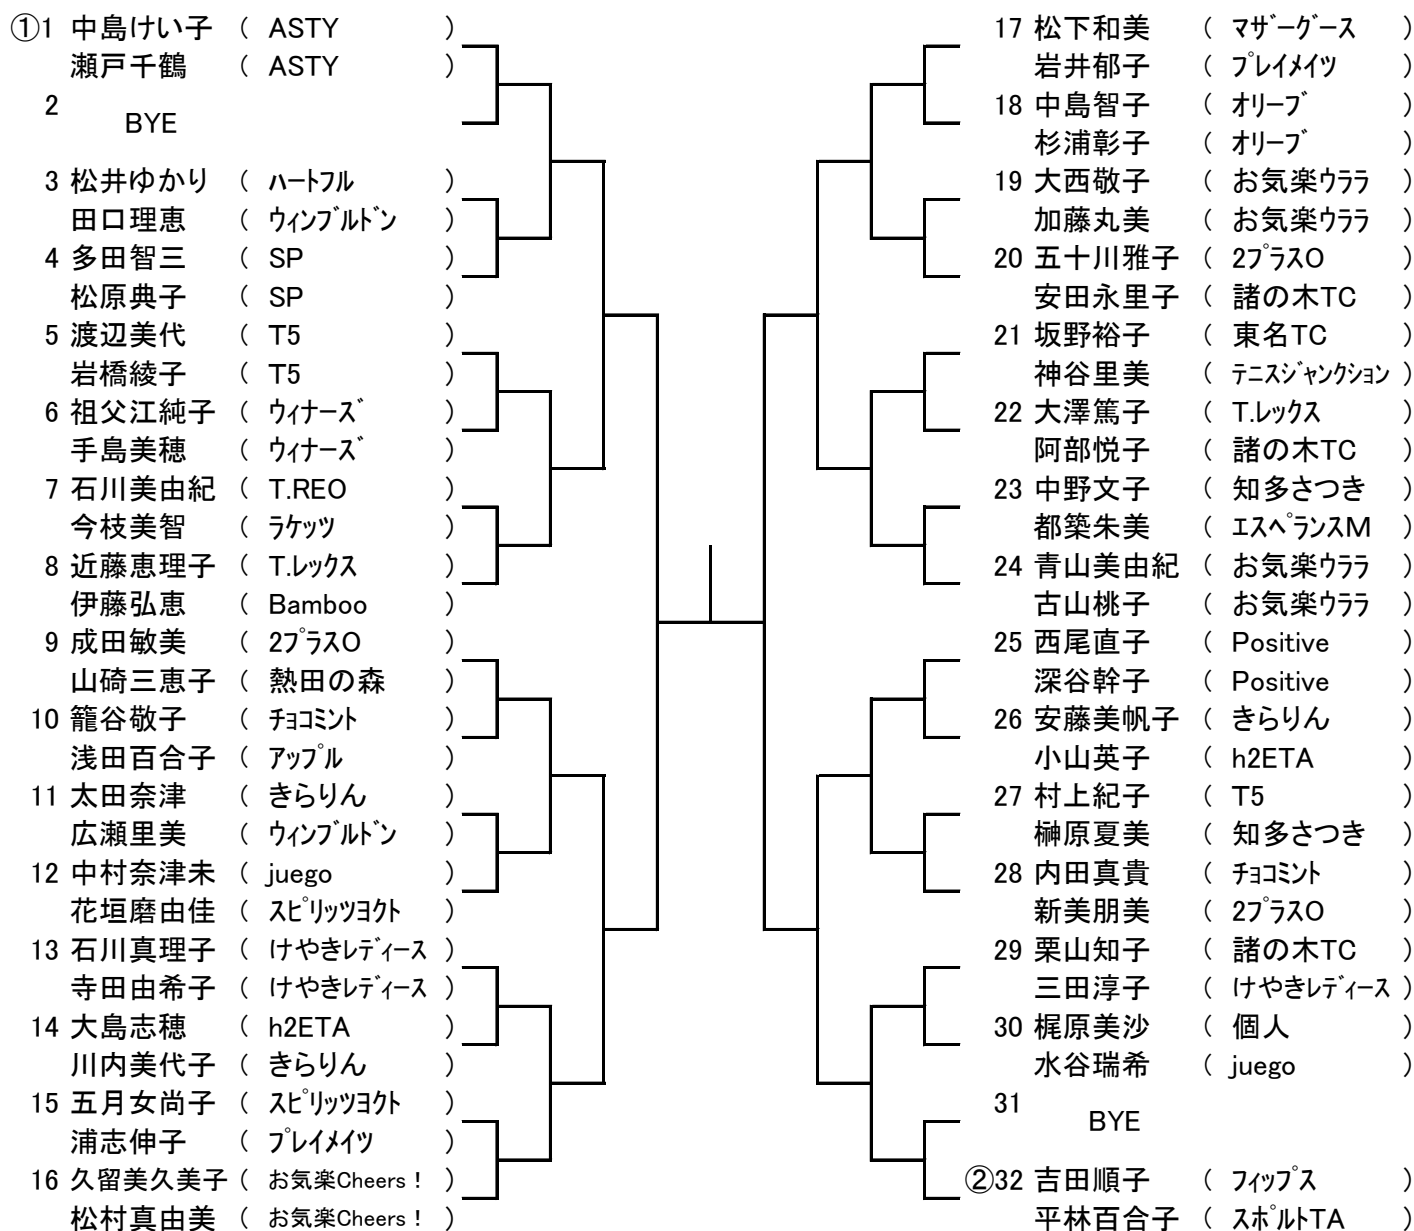 ①1 中島けい子 ( ASTY )
瀬戸千鶴 ( ASTY )
2 BYE
3 松井ゆかり ( ﾊｰﾄﾌﾙ )
田口理恵 ( ｳｨﾝﾌﾞﾙﾄﾞﾝ )
4 多田智三 ( SP )
松原典子 ( SP )
5 渡辺美代 ( T5 )
岩橋綾子 ( T5 )
6 祖父江純子 ( ｳｨﾅｰｽﾞ )
手島美穂 ( ｳｨﾅｰｽﾞ )
7 石川美由紀 ( T.REO )
今枝美智 ( ﾗｹｯﾂ )
8 近藤恵理子 ( T.ﾚｯｸｽ )
伊藤弘恵 ( Bamboo )
9 成田敏美 ( 2ﾌﾟﾗｽO )
山碕三恵子 ( 熱田の森 )
10 籠谷敬子 ( ﾁｮｺﾐﾝﾄ )
浅田百合子 ( ｱｯﾌﾟﾙ )
11 太田奈津 ( きらりん )
広瀬里美 ( ｳｨﾝﾌﾞﾙﾄﾞﾝ )
12 中村奈津未 ( juego )
花垣磨由佳 ( ｽﾋﾟﾘｯﾂﾖｸﾄ )
13 石川真理子 ( けやきﾚﾃﾞｨｰｽ )
寺田由希子 ( けやきﾚﾃﾞｨｰｽ )
14 大島志穂 ( h2ETA )
川内美代子 ( きらりん )
15 五月女尚子 ( ｽﾋﾟﾘｯﾂﾖｸﾄ )
浦志伸子 ( ﾌﾟﾚｲﾒｲﾂ )
16 久留美久美子 ( お気楽Cheers! )
松村真由美 ( お気楽Cheers! )
17 松下和美 ( ﾏｻﾞｰｸﾞｰｽ )
岩井郁子 ( ﾌﾟﾚｲﾒｲﾂ )
18 中島智子 ( ｵﾘｰﾌﾞ )
杉浦彰子 ( ｵﾘｰﾌﾞ )
19 大西敬子 ( お気楽ｳﾗﾗ )
加藤丸美 ( お気楽ｳﾗﾗ )
20 五十川雅子 ( 2ﾌﾟﾗｽO )
安田永里子 ( 諸の木TC )
21 坂野裕子 ( 東名TC )
神谷里美 ( ﾃﾆｽｼﾞｬﾝｸｼｮﾝ )
22 大澤篤子 ( T.ﾚｯｸｽ )
阿部悦子 ( 諸の木TC )
23 中野文子 ( 知多さつき )
都築朱美 ( ｴｽﾍﾟﾗﾝｽM )
24 青山美由紀 ( お気楽ｳﾗﾗ )
古山桃子 ( お気楽ｳﾗﾗ )
25 西尾直子 ( Positive )
深谷幹子 ( Positive )
26 安藤美帆子 ( きらりん )
小山英子 ( h2ETA )
27 村上紀子 ( T5 )
榊原夏美 ( 知多さつき )
28 内田真貴 ( ﾁｮｺﾐﾝﾄ )
新美朋美 ( 2ﾌﾟﾗｽO )
29 栗山知子 ( 諸の木TC )
三田淳子 ( けやきﾚﾃﾞｨｰｽ )
30 梶原美沙 ( 個人 )
水谷瑞希 ( juego )
31 BYE
②32 吉田順子 ( ﾌｨｯﾌﾟｽ )
平林百合子 ( ｽﾎﾟﾙﾄTA )